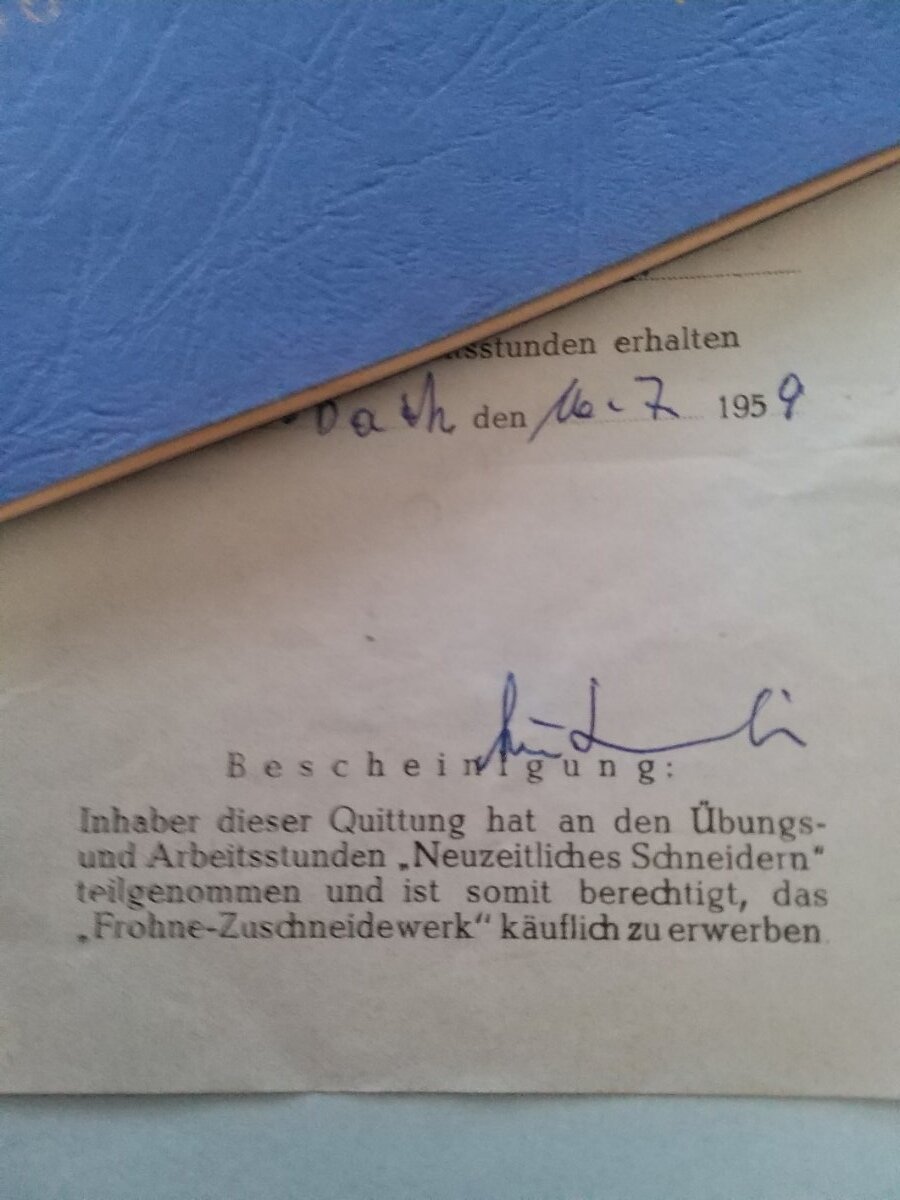 sstunden erhalten
den 16.7 1959
Bescheinigung:
Inhaber dieser Quittung hat an den Übungs-
und Arbeitsstunden „Neuzeitliches Schneidern“
teilgenommen und ist somit berechtigt, das
„Frohne-Zuschneidewerk“ käuflich zu erwerben.